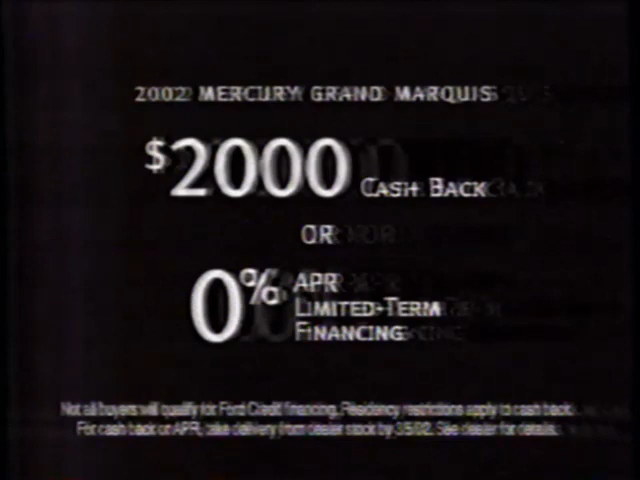 2002 MERCURY GRAND MARQUIS
$2000 CASH BACK
OR
0% APR
LIMITED-TERM
FINANCING
Not all buyers will qualify for Ford Credit financing. Residency restrictions apply to cash back.
For cash back or APR, take delivery from dealer stock by 3/5/02. See dealer for details.